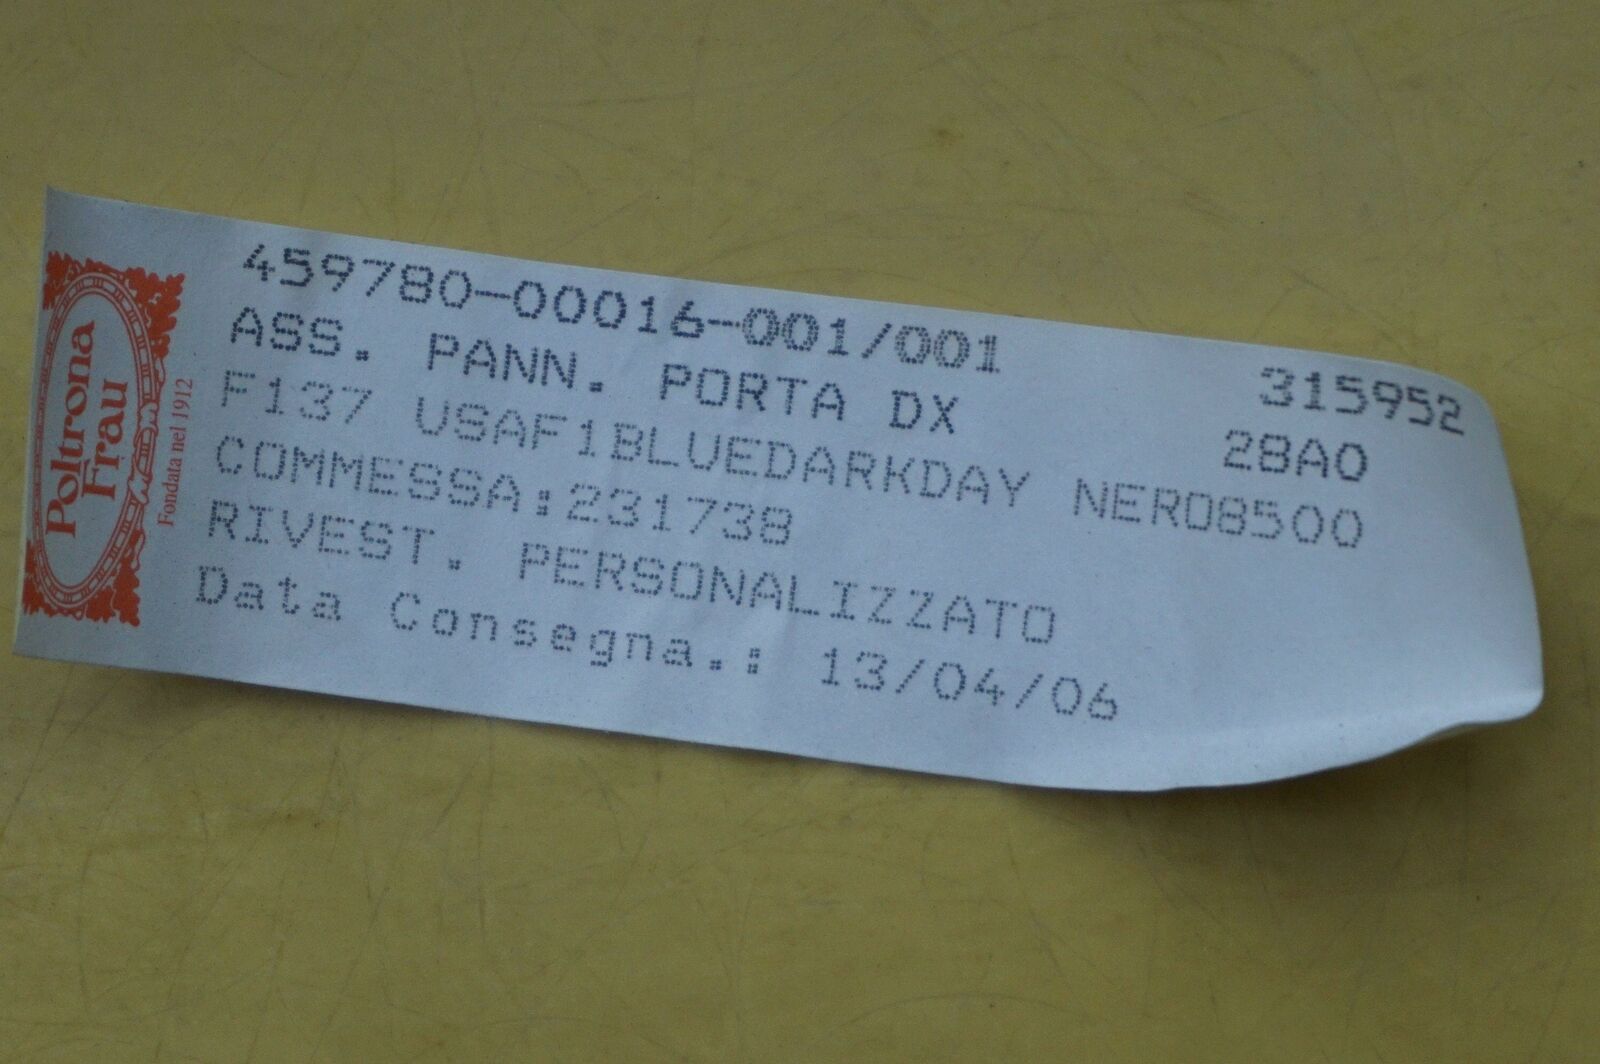 Poltrona
Frau
Fondata nel 1912
459780-00016-001/001 315952
ASS. PANN. PORTA DX 28A0
F137 USAF1BLUEDARKDAY NERO8500
COMMESSA:231738
RIVEST. PERSONALIZZATO
Data Consegna.: 13/04/06